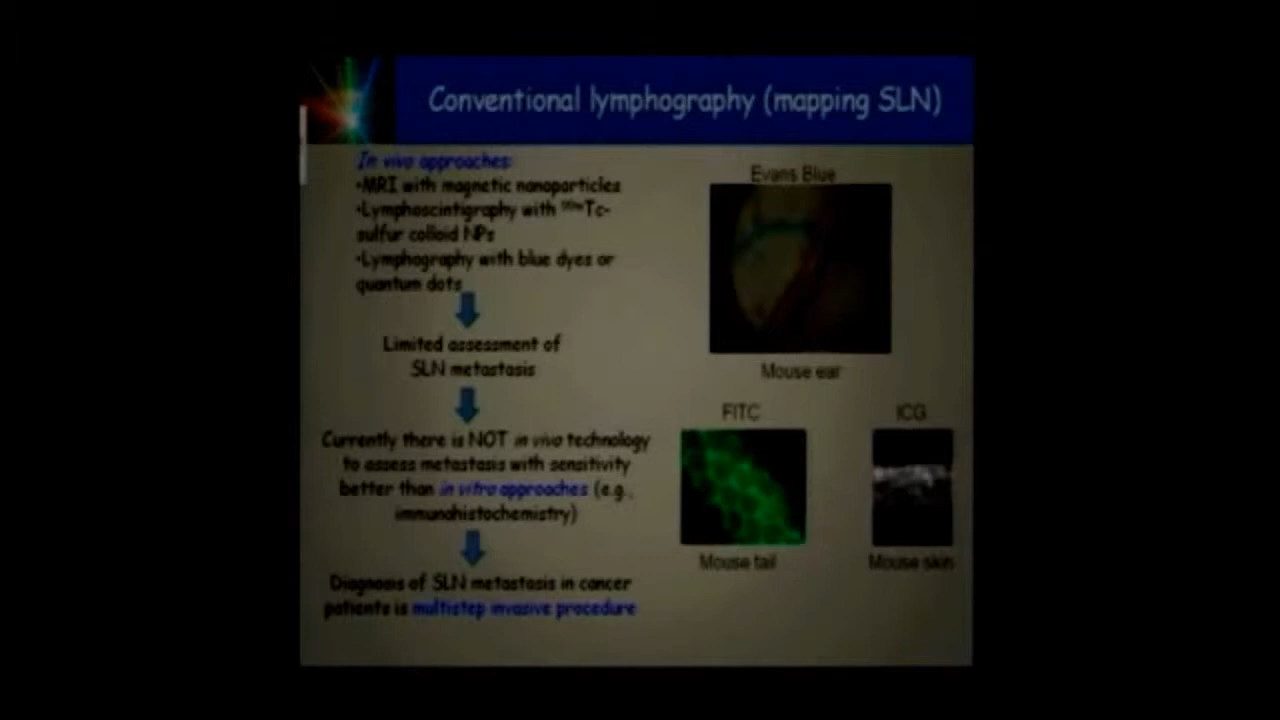 Conventional lymphography (mapping SLN)
In vivo approaches:
•MRI with magnetic nanoparticles
•Lymphoscintigraphy with 99mTc-
sulfur colloid NPs
•Lymphography with blue dyes or
quantum dots
Limited assessment of
SLN metastasis
Currently there is NOT in vivo technology
to assess metastasis with sensitivity
better than in vitro approaches (e.g.,
immunohistochemistry)
Diagnosis of SLN metastasis in cancer
patients is multistep invasive procedure
Evans Blue
Mouse ear
FITC
ICG
Mouse tail
Mouse skin